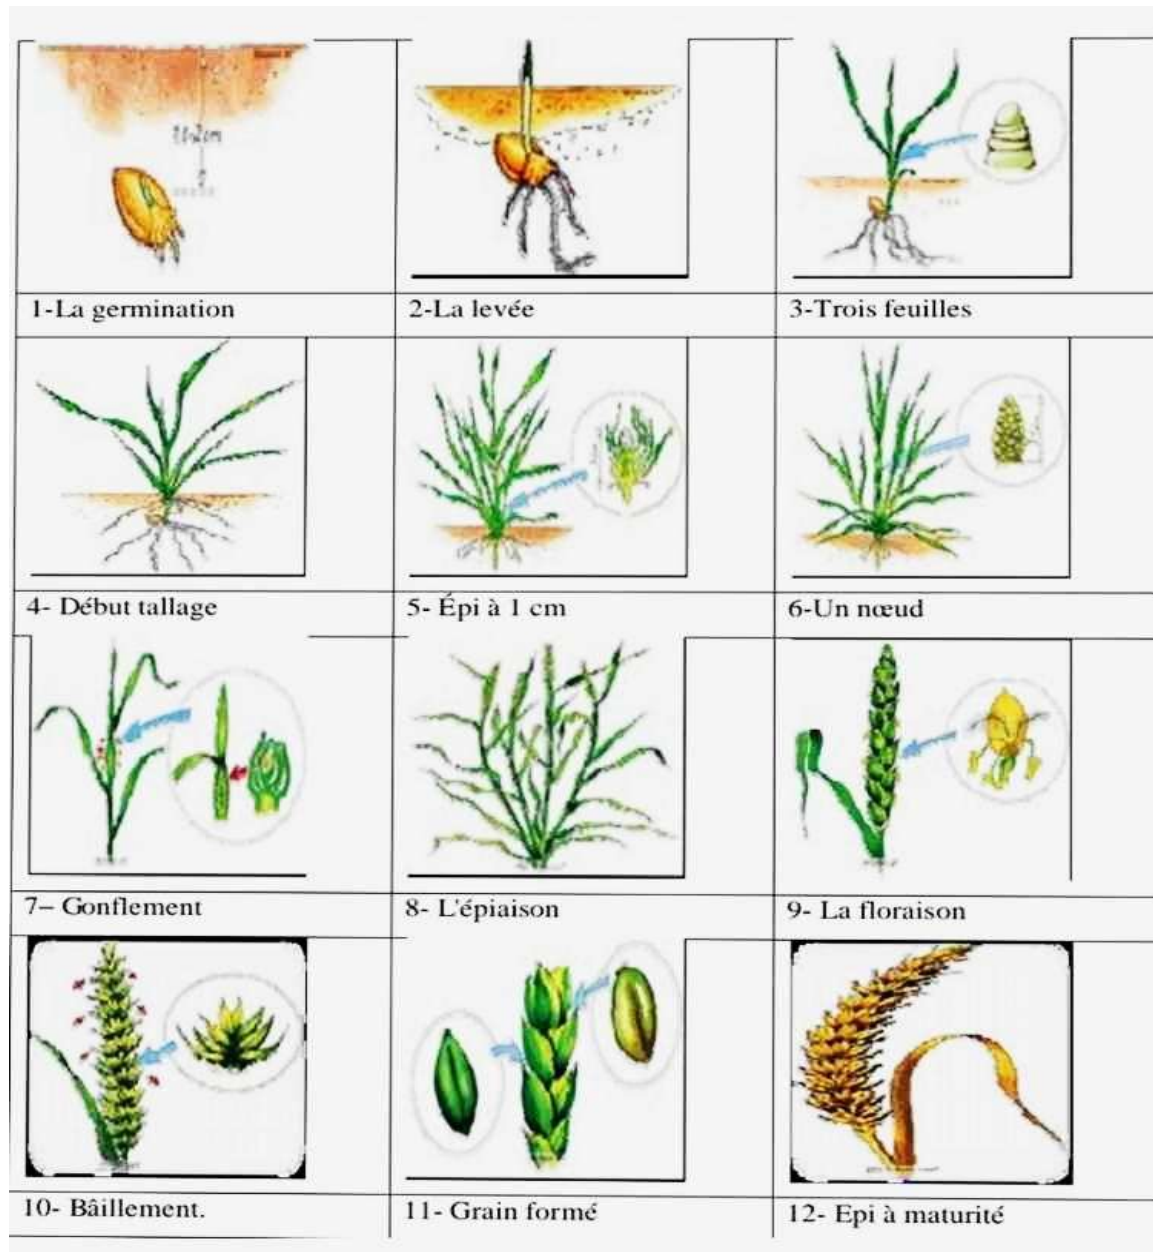 1-La germination
2-La levée
3-Trois feuilles
4- Début tallage
5- Épi à 1 cm
6-Un nœud
7– Gonflement
8- L'épiaison
9- La floraison
10- Bâillement.
11- Grain formé
12- Epi à maturité